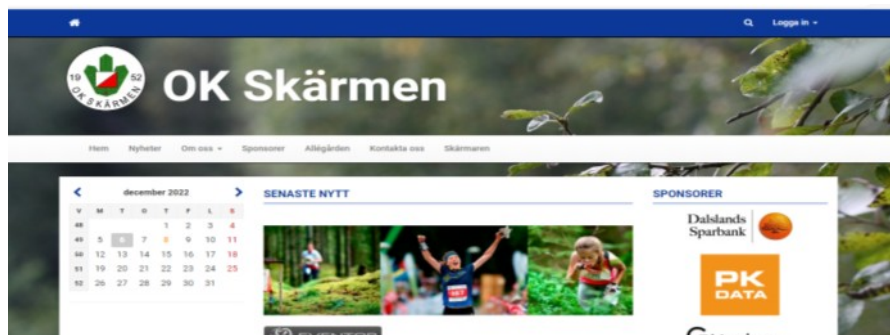 Logga in
19 52
OK SKÄRMEN
OK Skärmen
Hem Nyheter Om oss Sponsorer Allégården Kontakta oss Skärmaren
december 2022
V M T O T F L S
48 1 2 3 4
49 5 6 7 8 9 10 11
50 12 13 14 15 16 17 18
51 19 20 21 22 23 24 25
52 26 27 28 29 30 31
SENASTE NYTT
EVENTOR
SPONSORER
Dalslands
Sparbank
PK
DATA